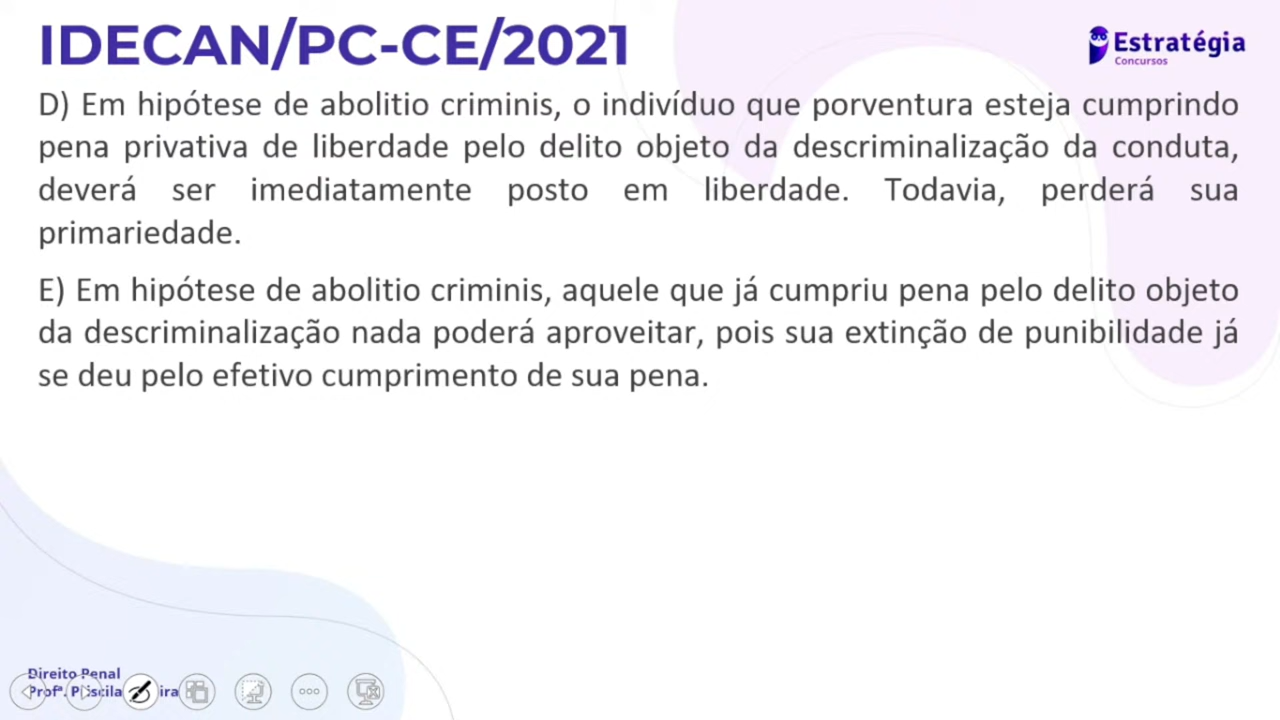 IDECAN/PC-CE/2021
Estratégia
Concursos
D) Em hipótese de abolitio criminis, o indivíduo que porventura esteja cumprindo
pena privativa de liberdade pelo delito objeto da descriminalização da conduta,
deverá ser imediatamente posto em liberdade. Todavia, perderá sua
primariedade.
E) Em hipótese de abolitio criminis, aquele que já cumpriu pena pelo delito objeto
da descriminalização nada poderá aproveitar, pois sua extinção de punibilidade já
se deu pelo efetivo cumprimento de sua pena.
Direito Penal
Profª. Priscila